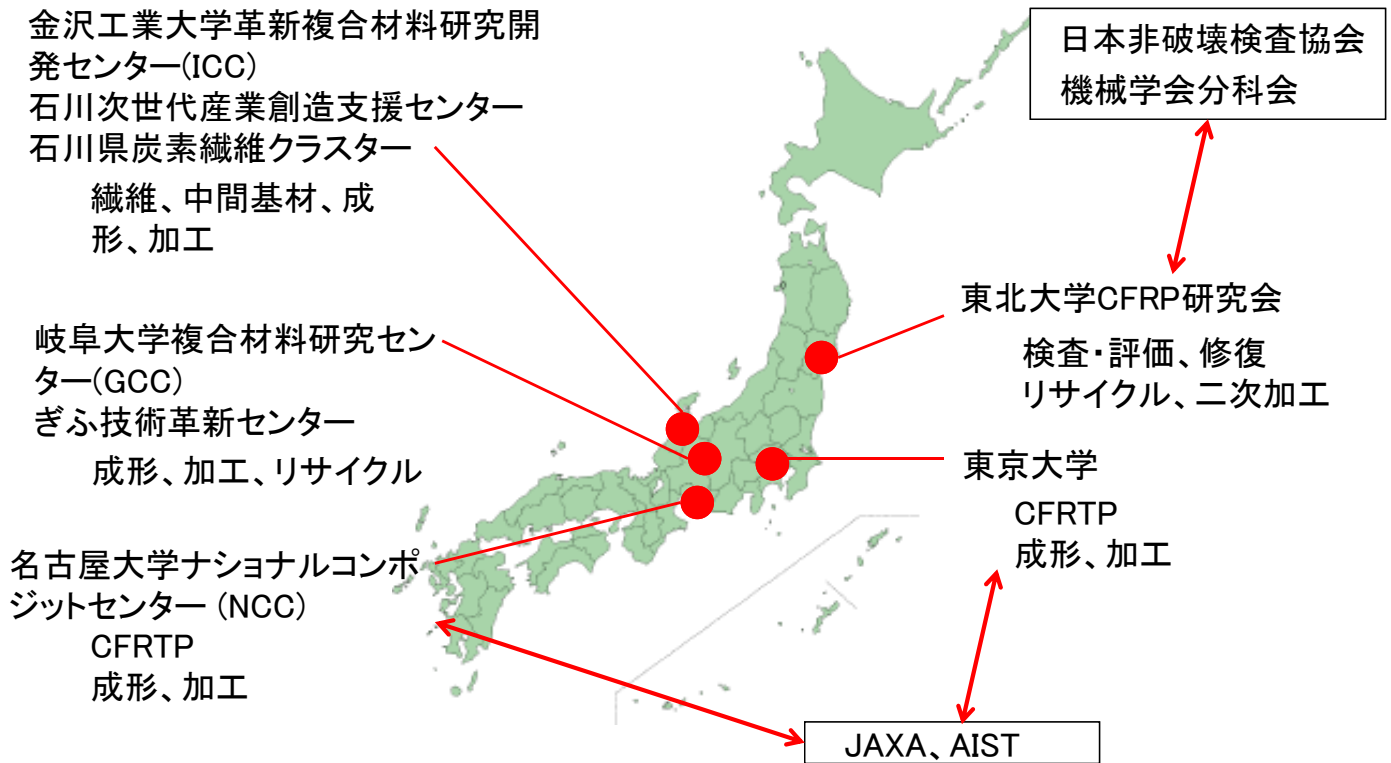 金沢工業大学革新複合材料研究開
発センター(ICC)
石川次世代産業創造支援センター
石川県炭素繊維クラスター
繊維、中間基材、成
形、加工
岐阜大学複合材料研究セン
ター(GCC)
ぎふ技術革新センター
成形、加工、リサイクル
名古屋大学ナショナルコンポ
ジットセンター (NCC)
CFRTP
成形、加工
日本非破壊検査協会
機械学会分科会
東北大学CFRP研究会
検査・評価、修復
リサイクル、二次加工
東京大学
CFRTP
成形、加工
JAXA、AIST